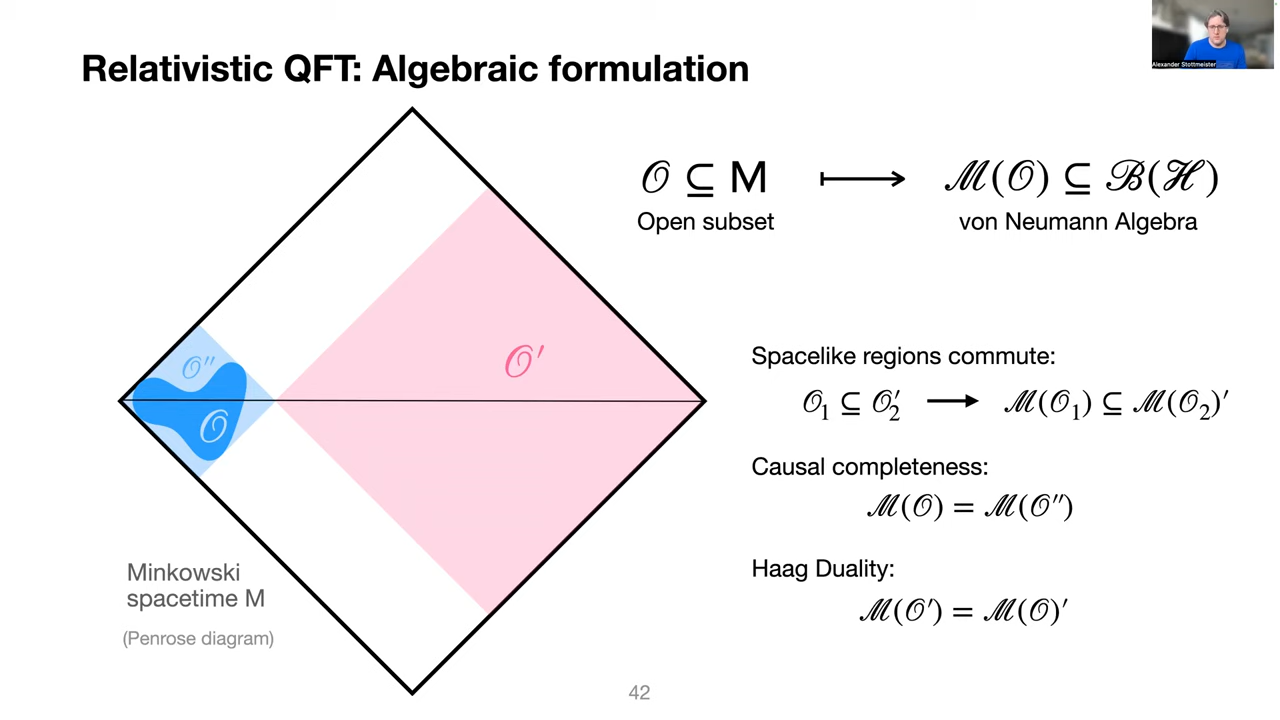 Alexander Stottmeister
Relativistic QFT: Algebraic formulation
𝒪 ⊆ M ⟼ ℳ(𝒪) ⊆ ℬ(ℋ)
Open subset
von Neumann Algebra
𝒪′′
𝒪
𝒪′
Spacelike regions commute:
𝒪₁ ⊆ 𝒪₂′ ⟶ ℳ(𝒪₁) ⊆ ℳ(𝒪₂)′
Causal completeness:
ℳ(𝒪) = ℳ(𝒪′′)
Haag Duality:
ℳ(𝒪′) = ℳ(𝒪)′
Minkowski
spacetime M
(Penrose diagram)
42